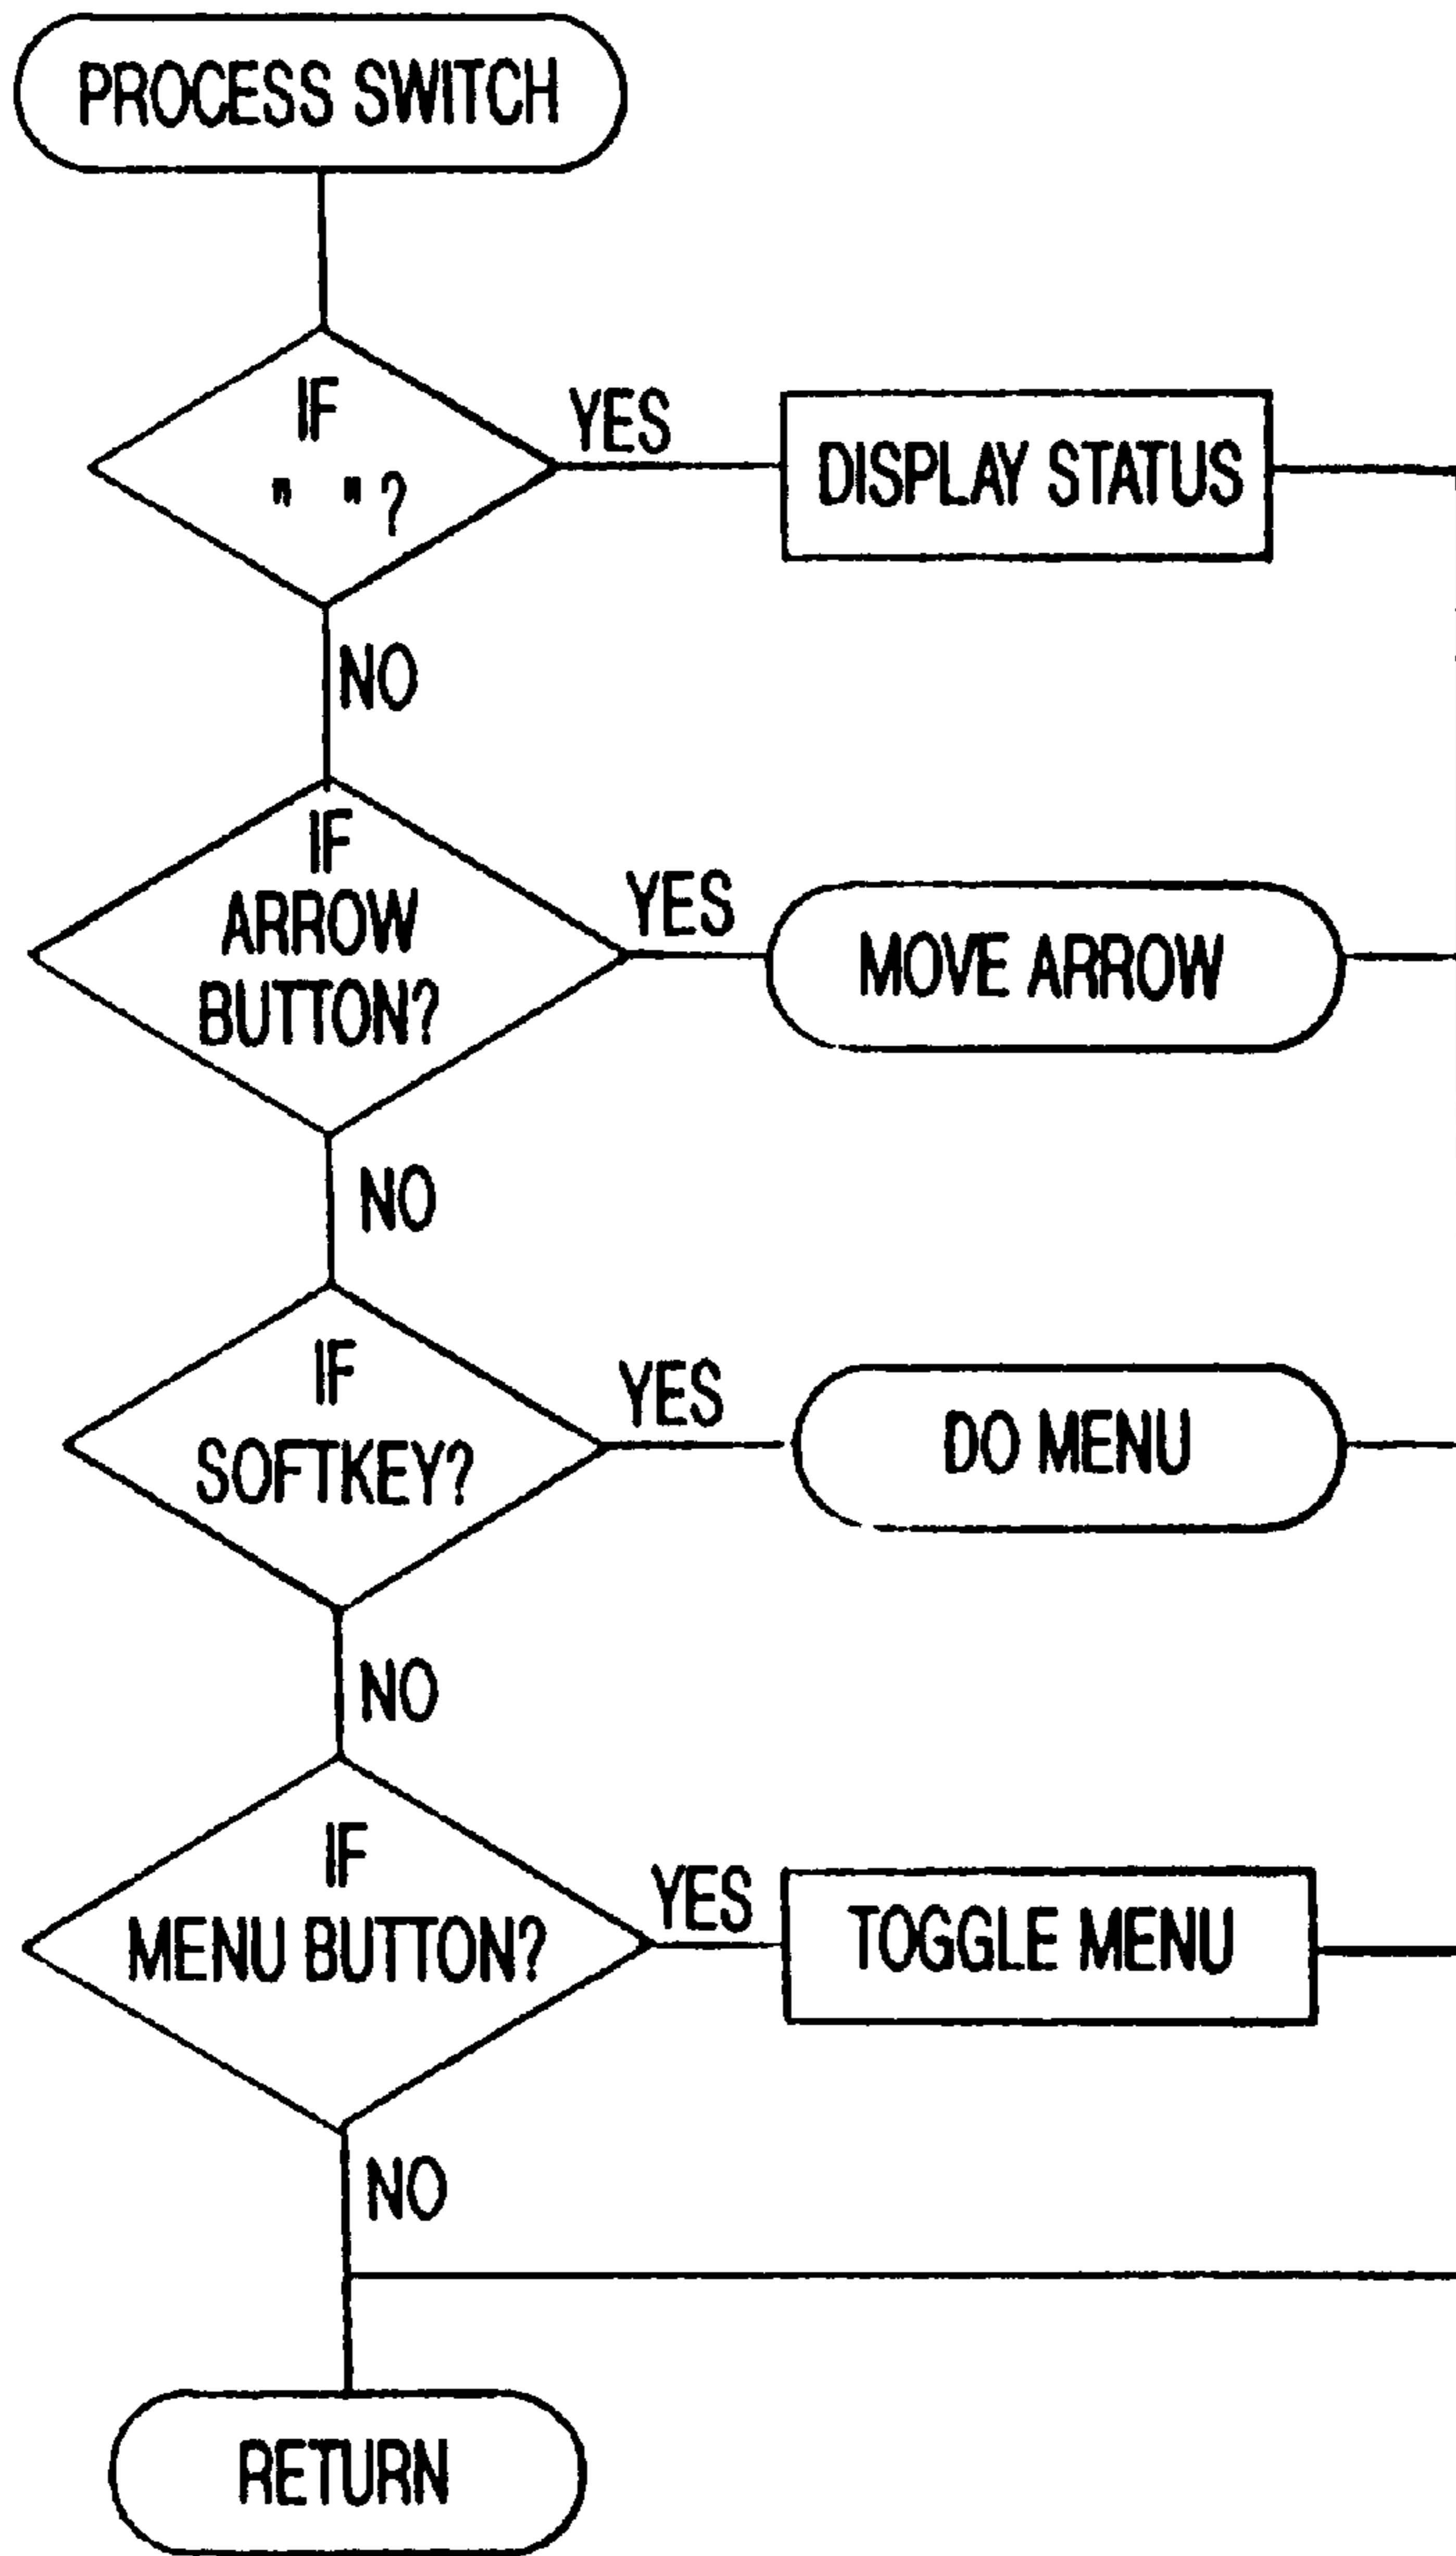 PROCESS SWITCH
IF
" "?
YES
DISPLAY STATUS
NO
IF
ARROW
BUTTON?
YES
MOVE ARROW
NO
IF
SOFTKEY?
YES
DO MENU
NO
IF
MENU BUTTON?
YES
TOGGLE MENU
NO
RETURN